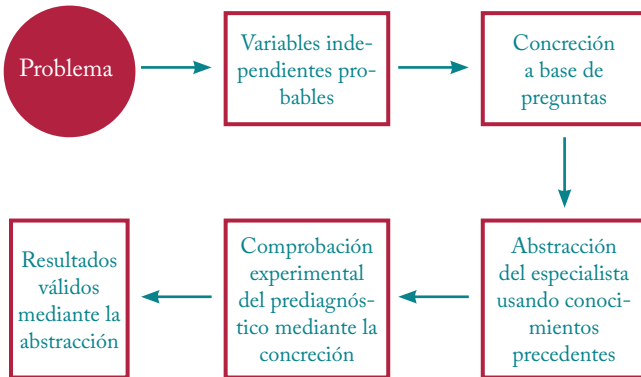 Problema
Variables inde-
pendientes pro-
bables
Concreción
a base de
preguntas
Abstracción
del especialista
usando conoci-
mientos
precedentes
Comprobación
experimental
del prediagnós-
tico mediante la
concreción
Resultados
válidos
mediante la
abstracción